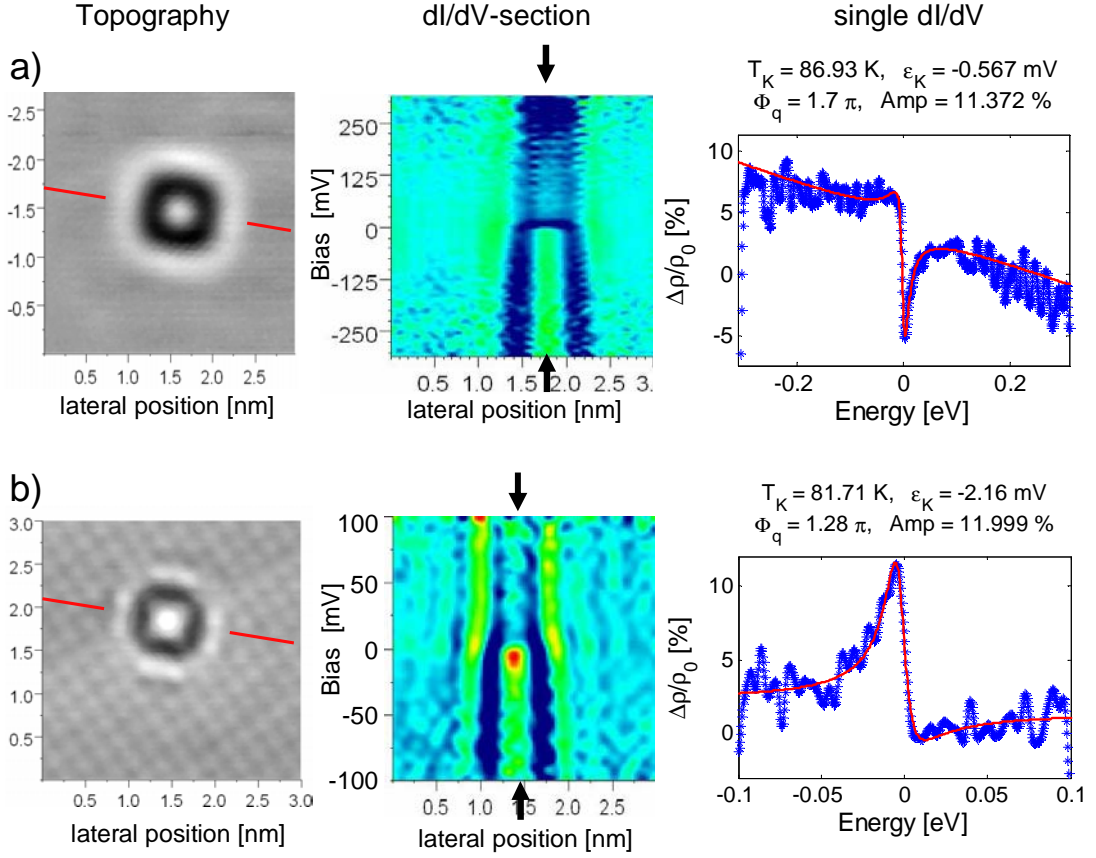 Topography
dI/dV-section
single dI/dV
a)
-2.5
-2.0
-1.5
-1.0
-0.5
0.5 1.0 1.5 2.0 2.5
lateral position [nm]
Bias [mV]
250
125
0
-125
-250
0.5 1.0 1.5 2.0 2.5 3.
lateral position [nm]
T_K = 86.93 K, ε_K = -0.567 mV
Φ_q = 1.7 π, Amp = 11.372 %
Δρ/ρ_0 [%]
10
5
0
-5
-0.2 0 0.2
Energy [eV]
b)
3.0
2.5
2.0
1.5
1.0
0.5
0.5 1.0 1.5 2.0 2.5 3.0
lateral position [nm]
Bias [mV]
100
50
0
-50
-100
0.5 1.0 1.5 2.0 2.5
lateral position [nm]
T_K = 81.71 K, ε_K = -2.16 mV
Φ_q = 1.28 π, Amp = 11.999 %
Δρ/ρ_0 [%]
10
5
0
-0.1 -0.05 0 0.05 0.1
Energy [eV]